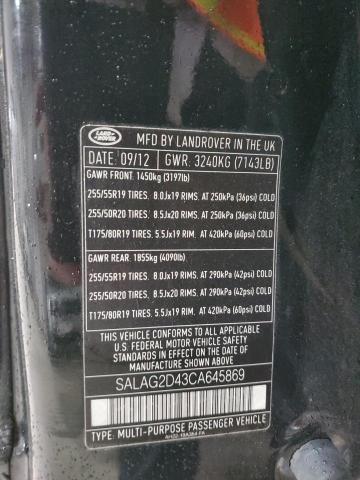 LAND ROVER
MFD BY LANDROVER IN THE UK
DATE: 09/12 GWR. 3240KG (7143LB)
GAWR FRONT. 1450kg (3197lb)
255/55R19 TIRES. 8.0Jx19 RIMS. AT 250kPa (36psi) COLD
255/50R20 TIRES. 8.5Jx20 RIMS. AT 250kPa (36psi) COLD
T175/80R19 TIRES. 5.5Jx19 RIMS. AT 420kPa (60psi) COLD
GAWR REAR. 1855kg (4090lb)
255/55R19 TIRES. 8.0Jx19 RIMS. AT 290kPa (42psi) COLD
255/50R20 TIRES. 8.5Jx20 RIMS. AT 290kPa (42psi) COLD
T175/80R19 TIRES. 5.5Jx19 RIMS. AT 420kPa (60psi) COLD
THIS VEHICLE CONFORMS TO ALL APPLICABLE
U.S. FEDERAL MOTOR VEHICLE SAFETY AND
THEFT PREVENTION STANDARDS IN EFFECT ON THE DATE OF
MANUFACTURE SHOWN ABOVE
SALAG2D43CA645869
TYPE: MULTI-PURPOSE PASSENGER VEHICLE